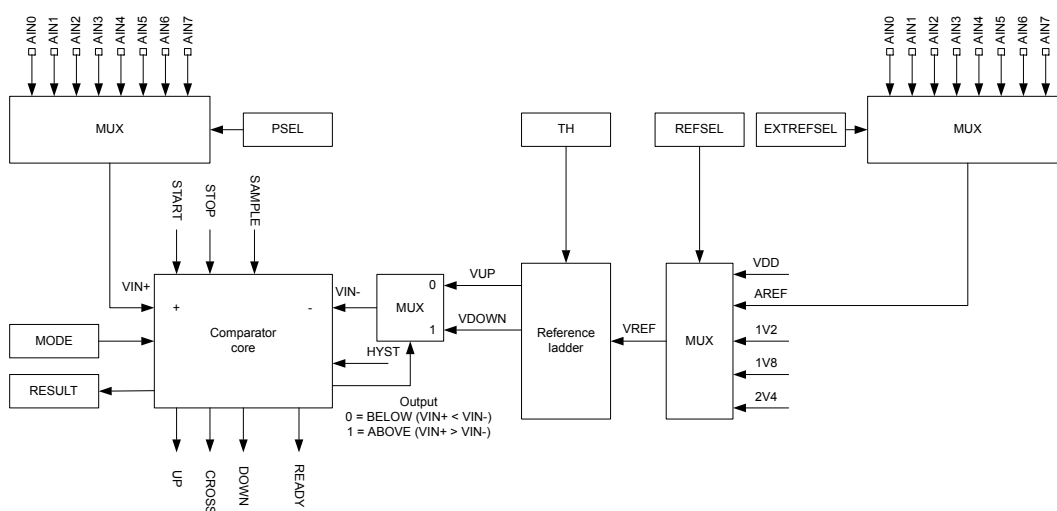 AIN0 AIN1 AIN2 AIN3 AIN4 AIN5 AIN6 AIN7
AIN0 AIN1 AIN2 AIN3 AIN4 AIN5 AIN6 AIN7
MUX
PSEL
TH
REFSEL
EXTREFSEL
MUX
START
STOP
SAMPLE
VIN+
+
VIN-
-
MODE
RESULT
Comparator
core
MUX
0
1
HYST
Output
0 = BELOW (VIN+ < VIN-)
1 = ABOVE (VIN+ > VIN-)
VUP
VDOWN
Reference
ladder
VREF
MUX
VDD
AREF
1V2
1V8
2V4
UP
CROSS
DOWN
READY